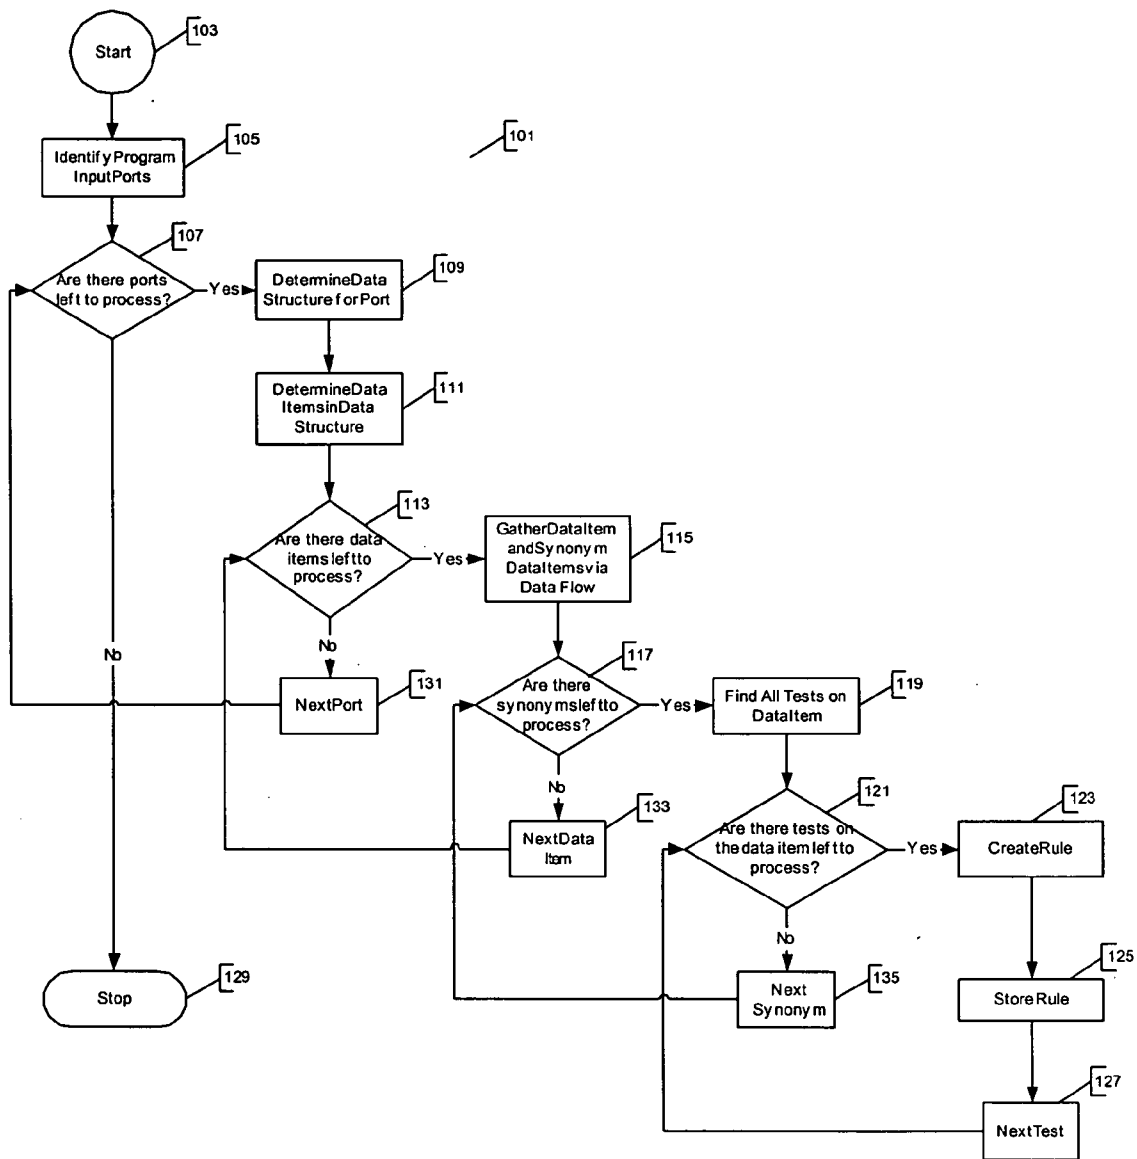 103
Start
101
105
Identify Program
Input Ports
107
Are there ports
left to process?
Yes
109
Determine Data
Structure for Port
111
Determine Data
Items in Data
Structure
113
Are there data
items left to
process?
Yes
115
Gather Data Item
and Synonym
Data Items via
Data Flow
No
131
Next Port
No
117
Are there
synonyms left to
process?
Yes
119
Find All Tests on
Data Item
No
133
Next Data
Item
121
Are there tests on
the data item left to
process?
Yes
123
Create Rule
No
135
Next
Synonym
125
Store Rule
129
Stop
127
Next Test